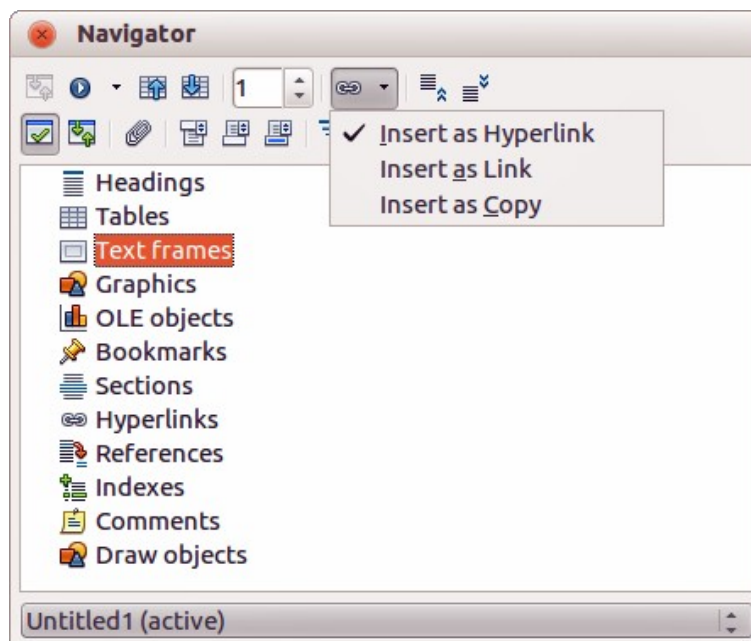 Navigator
1
Insert as Hyperlink
Insert as Link
Insert as Copy
Headings
Tables
Text frames
Graphics
OLE objects
Bookmarks
Sections
Hyperlinks
References
Indexes
Comments
Draw objects
Untitled1 (active)